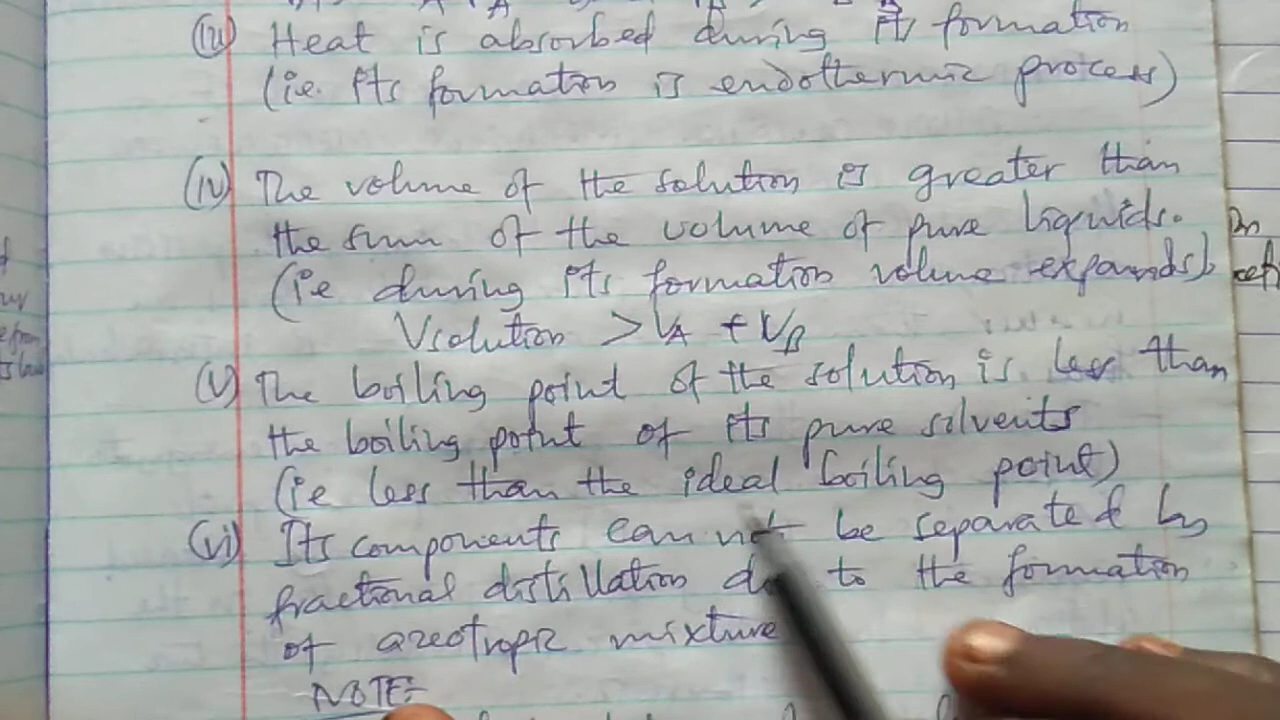 (iii) Heat is absorbed during its formation
(i.e. its formation is endothermic process)
(iv) The volume of the solution is greater than
the sum of the volume of pure liquids.
(i.e during its formation volume expands)
Vsolution > VA + VB
(v) The boiling point of the solution is less than
the boiling point of its pure solvents
(ie less than the ideal boiling point)
(vi) Its components can not be separated by
fractional distillation due to the formation
of azeotropic mixture
NOTE: